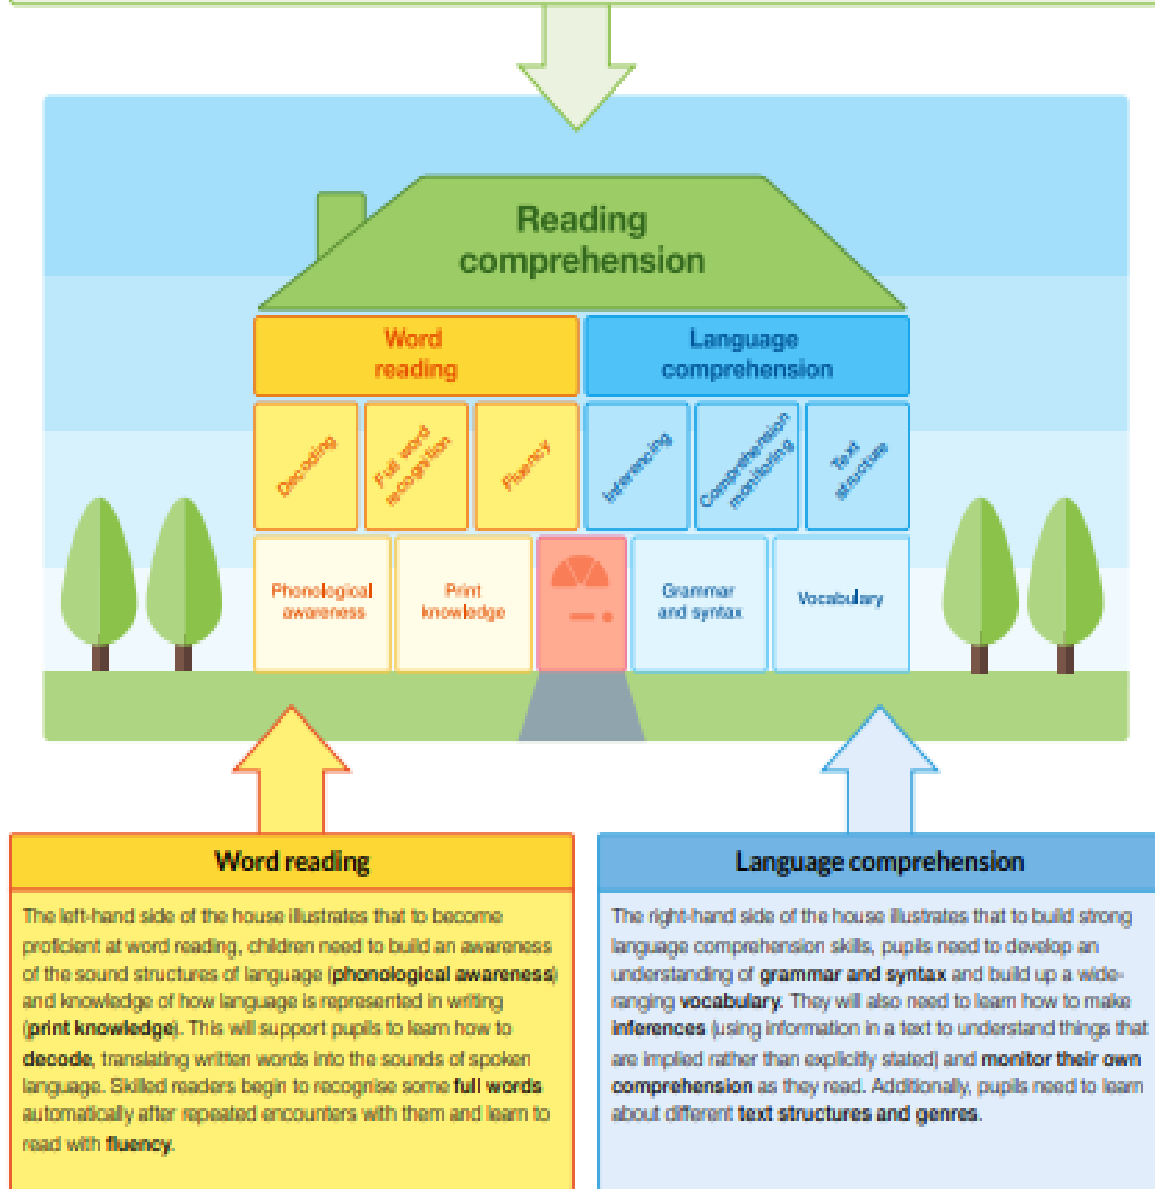 Reading
comprehension
Word
reading
Language
comprehension
Decoding
Full word
recognition
Fluency
Inferencing
Comprehension
monitoring
Text
structure
Phonological
awareness
Print
knowledge
Grammar
and syntax
Vocabulary
Word reading
The left-hand side of the house illustrates that to become
proficient at word reading, children need to build an awareness
of the sound structures of language (phonological awareness)
and knowledge of how language is represented in writing
(print knowledge). This will support pupils to learn how to
decode, translating written words into the sounds of spoken
language. Skilled readers begin to recognise some full words
automatically after repeated encounters with them and learn to
read with fluency.
Language comprehension
The right-hand side of the house illustrates that to build strong
language comprehension skills, pupils need to develop an
understanding of grammar and syntax and build up a wide-
ranging vocabulary. They will also need to learn how to make
inferences (using information in a text to understand things that
are implied rather than explicitly stated) and monitor their own
comprehension as they read. Additionally, pupils need to learn
about different text structures and genres.